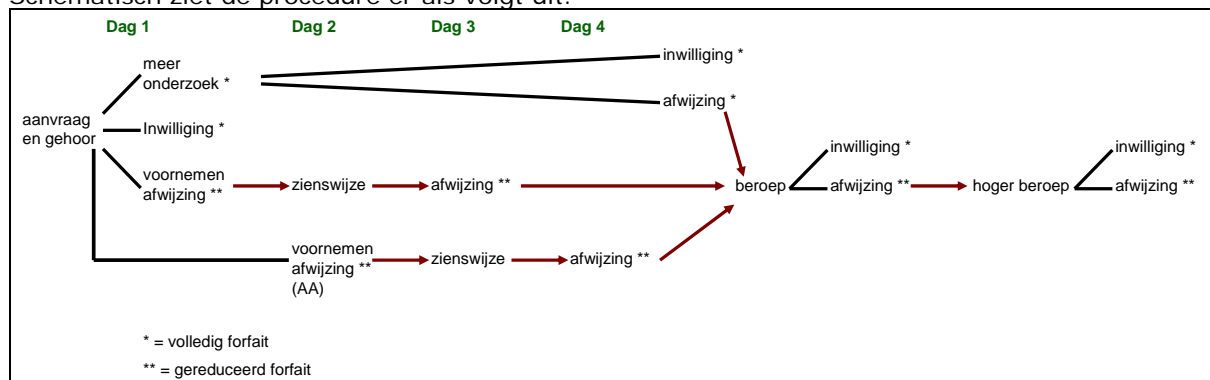 Schematisch ziet de procedure er als volgt uit:
Dag 1 Dag 2 Dag 3 Dag 4
meer
onderzoek *
inwilliging *
afwijzing *
aanvraag
en gehoor
Inwilliging *
voornemen
afwijzing **
zienswijze
afwijzing **
beroep
inwilliging *
afwijzing **
hoger beroep
inwilliging *
afwijzing **
voornemen
afwijzing **
(AA)
zienswijze
afwijzing **
* = volledig forfait
** = gereduceerd forfait